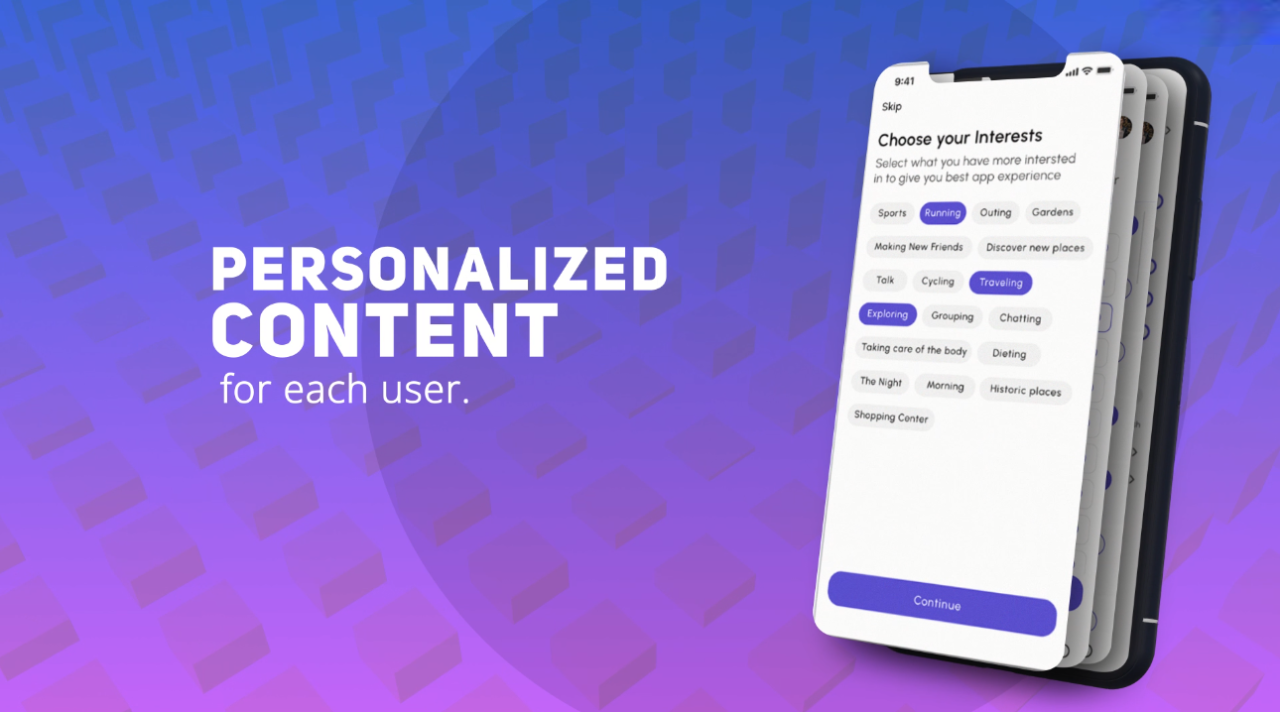 PERSONALIZED
CONTENT
for each user.
9:41
Skip
Choose your Interests
Select what you have more intersted
in to give you best app experience
Sports Running Outing Gardens
Making New Friends Discover new places
Talk Cycling Traveling
Exploring Grouping Chatting
Taking care of the body Dieting
The Night Morning Historic places
Shopping Center
Continue